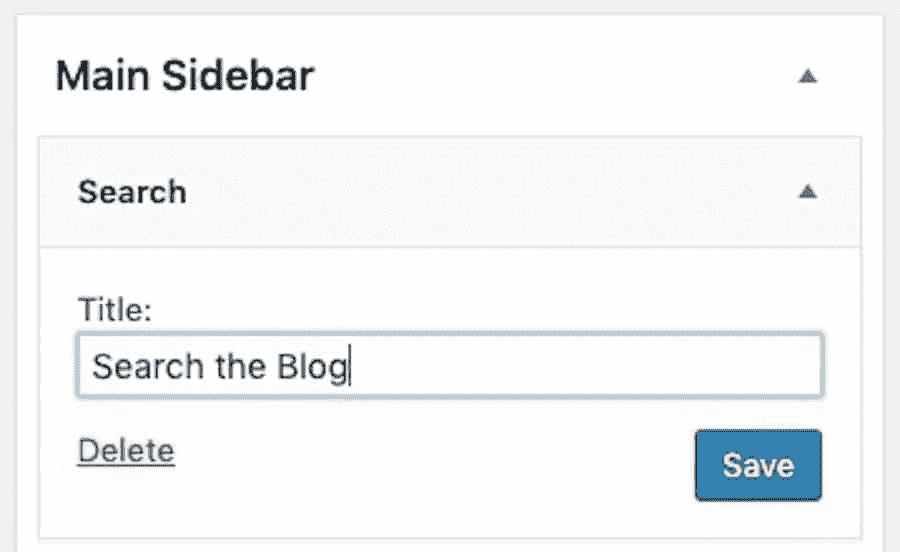 Main Sidebar
Search
Title:
Search the Blog
Delete
Save